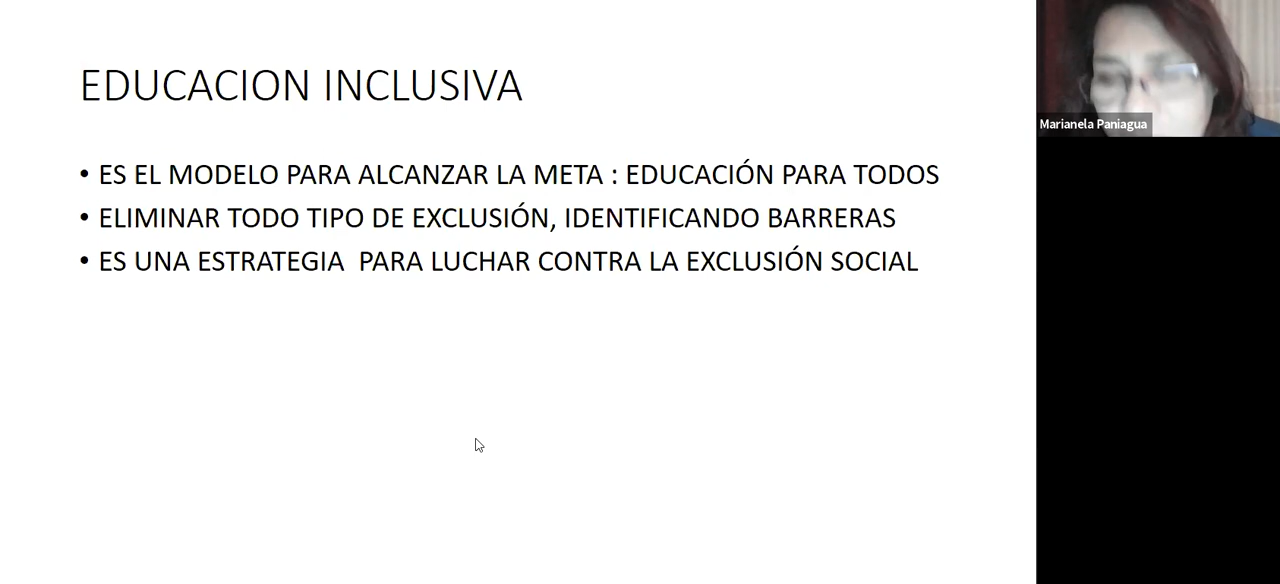 EDUCACION INCLUSIVA
• ES EL MODELO PARA ALCANZAR LA META : EDUCACIÓN PARA TODOS
• ELIMINAR TODO TIPO DE EXCLUSIÓN, IDENTIFICANDO BARRERAS
• ES UNA ESTRATEGIA  PARA LUCHAR CONTRA LA EXCLUSIÓN SOCIAL
Marianela Paniagua